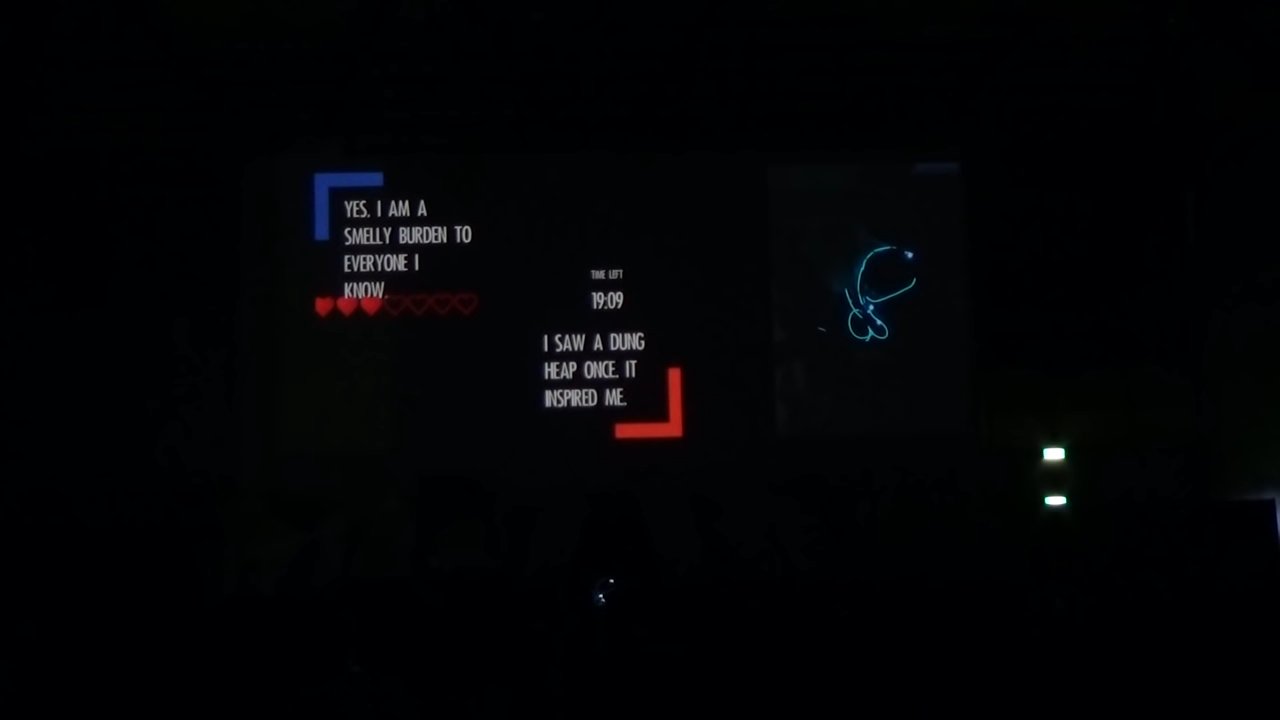 YES. I AM A
SMELLY BURDEN TO
EVERYONE I
KNOW.
TIME LEFT
19:09
I SAW A DUNG
HEAP ONCE. IT
INSPIRED ME.